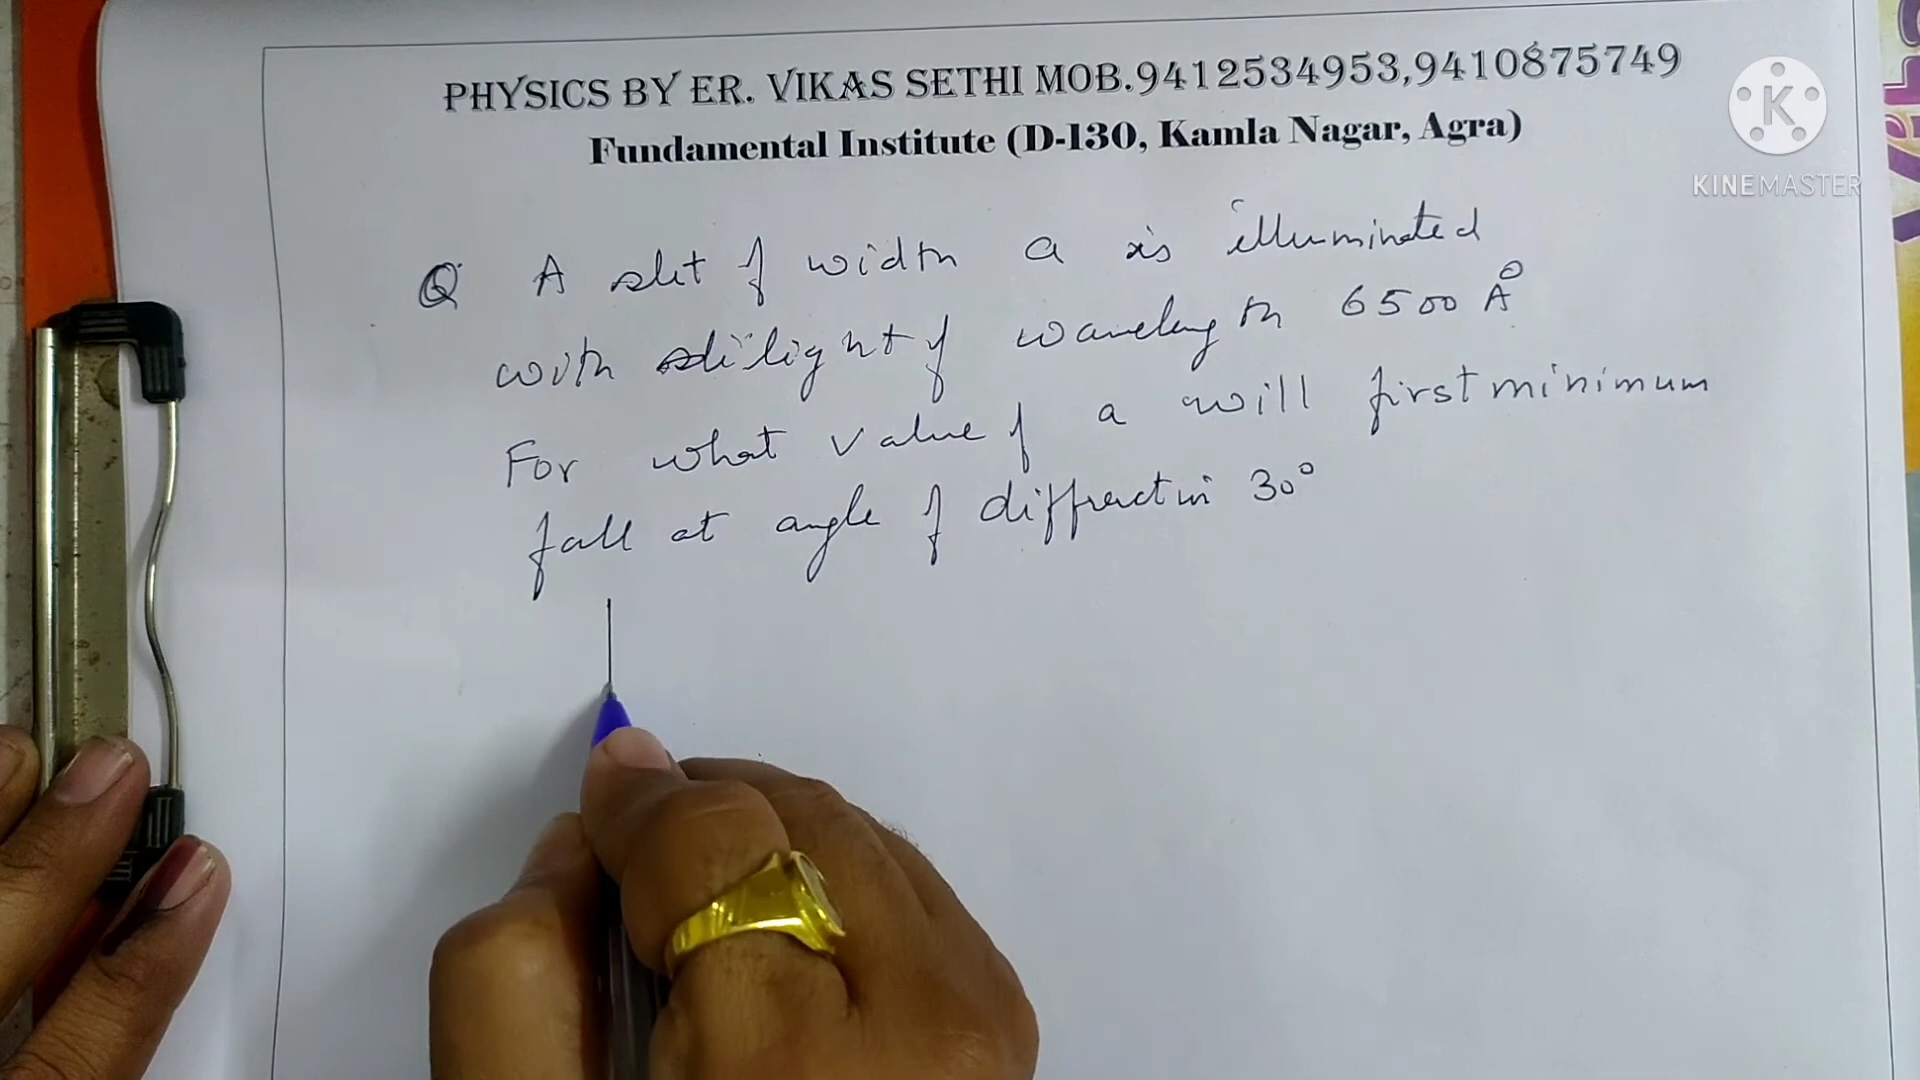 PHYSICS BY ER. VIKAS SETHI MOB.9412534953,9410875749
Fundamental Institute (D-130, Kamla Nagar, Agra)
K
KINEMASTER
Q A slit of width a is illuminated
with light of wavelength 6500 Å
For what value of a will first minimum
fall at angle of diffraction 30°